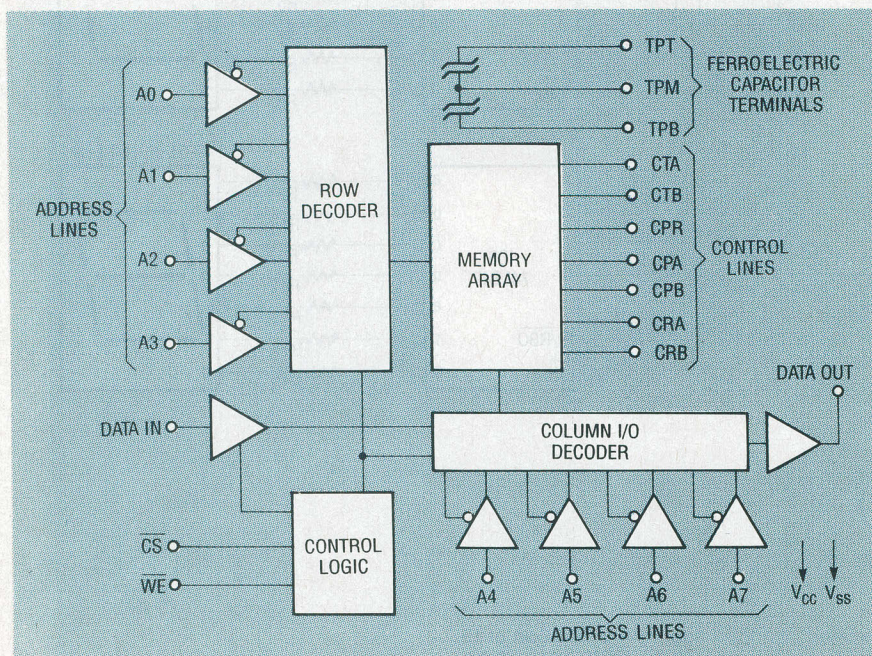 TPT
TPM
TPB
FERROELECTRIC
CAPACITOR
TERMINALS
A0
A1
A2
A3
ADDRESS
LINES
ROW
DECODER
MEMORY
ARRAY
CTA
CTB
CPR
CPA
CPB
CRA
CRB
CONTROL
LINES
DATA OUT
DATA IN
COLUMN I/O
DECODER
CS
WE
CONTROL
LOGIC
A4 A5 A6 A7
VCC VSS
ADDRESS LINES